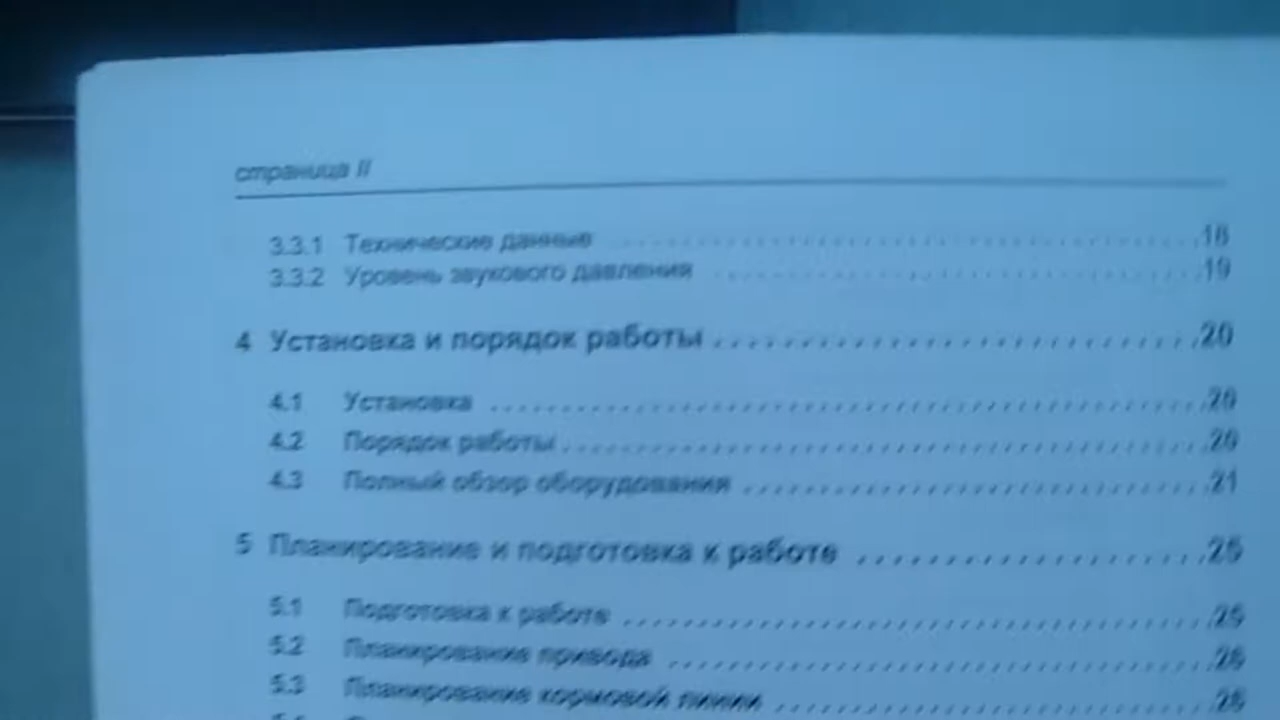 страница II
3.3.1 Технические данные ........ 18
3.3.2 Уровень звукового давления ........ 19
4 Установка и порядок работы ........ 20
4.1 Установка ........ 20
4.2 Порядок работы ........ 20
4.3 Полный обзор оборудования ........ 21
5 Планирование и подготовка к работе ........ 25
5.1 Подготовка к работе ........ 25
5.2 Планирование привода ........ 26
5.3 Планирование кормовой линии ........ 26